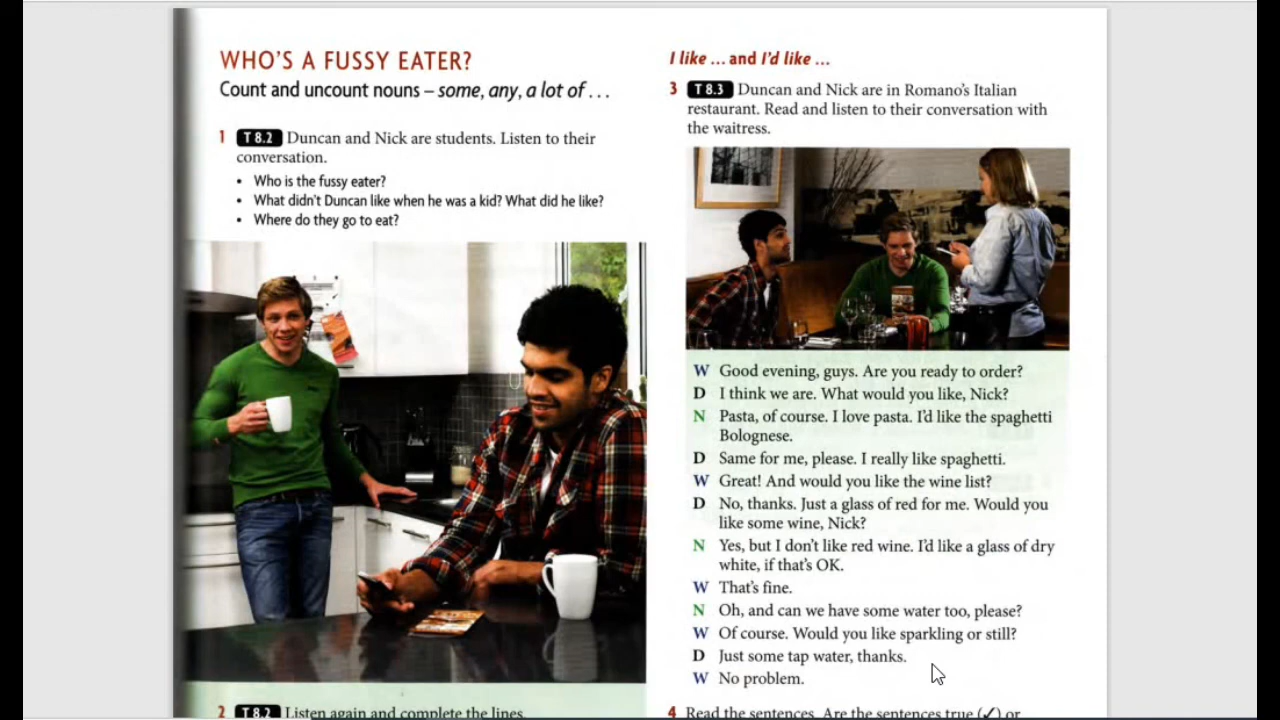 WHO'S A FUSSY EATER?
Count and uncount nouns – some, any, a lot of . . .
1 T 8.2 Duncan and Nick are students. Listen to their
conversation.
• Who is the fussy eater?
• What didn't Duncan like when he was a kid? What did he like?
• Where do they go to eat?
2 T 8.2 Listen again and complete the lines.
I like ... and I'd like ...
3 T 8.3 Duncan and Nick are in Romano's Italian
restaurant. Read and listen to their conversation with
the waitress.
W Good evening, guys. Are you ready to order?
D I think we are. What would you like, Nick?
N Pasta, of course. I love pasta. I'd like the spaghetti
Bolognese.
D Same for me, please. I really like spaghetti.
W Great! And would you like the wine list?
D No, thanks. Just a glass of red for me. Would you
like some wine, Nick?
N Yes, but I don't like red wine. I'd like a glass of dry
white, if that's OK.
W That's fine.
N Oh, and can we have some water too, please?
W Of course. Would you like sparkling or still?
D Just some tap water, thanks.
W No problem.
4 Read the sentences. Are the sentences true (✓) or